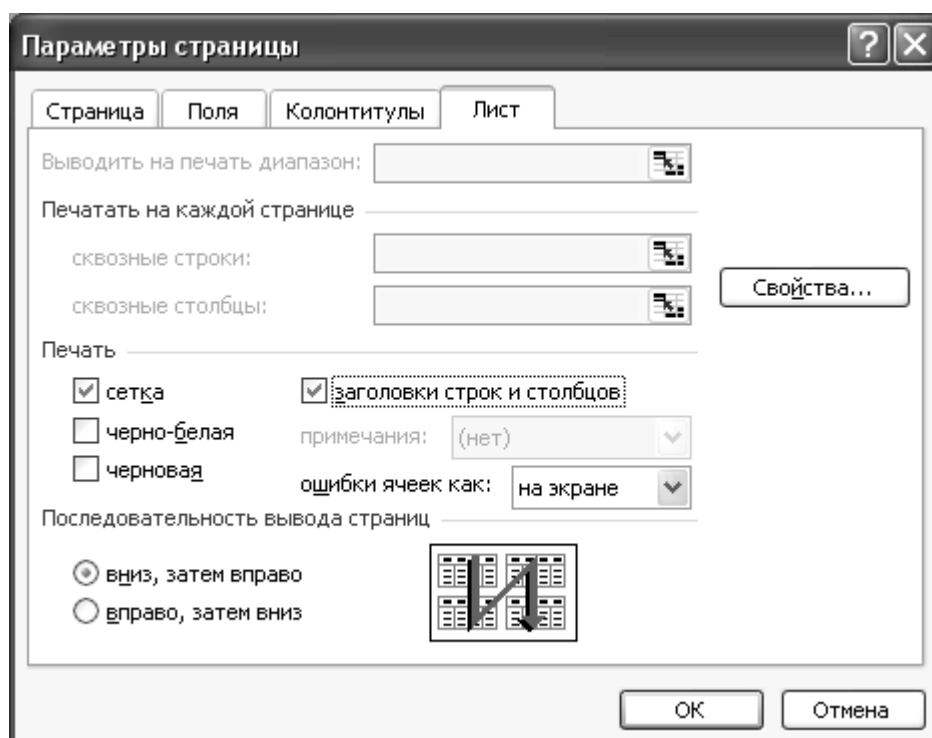 Параметры страницы
Страница Поля Колонтитулы Лист
Выводить на печать диапазон:
Печатать на каждой странице
сквозные строки:
сквозные столбцы:
Свойства...
Печать
сетка заголовки строк и столбцов
черно-белая примечания: (нет)
черновая ошибки ячеек как: на экране
Последовательность вывода страниц
вниз, затем вправо
вправо, затем вниз
ОК Отмена